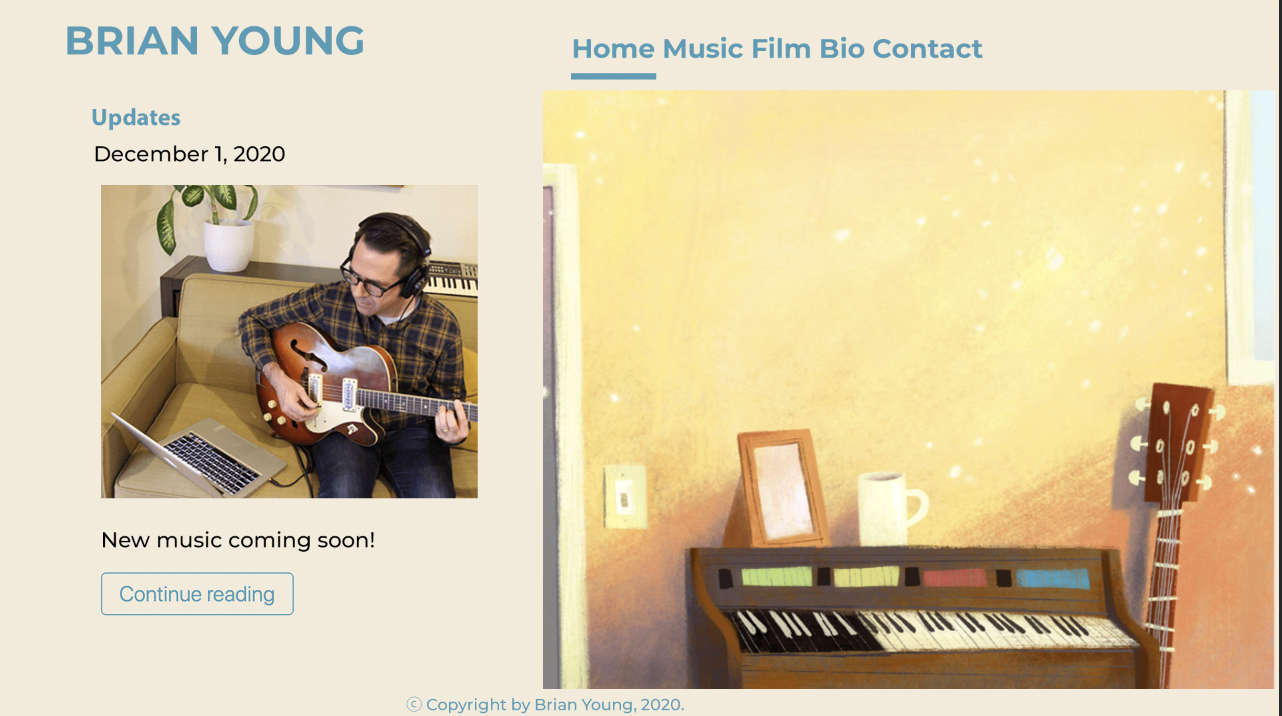 BRIAN YOUNG
Home Music Film Bio Contact
Updates
December 1, 2020
New music coming soon!
Continue reading
© Copyright by Brian Young, 2020.